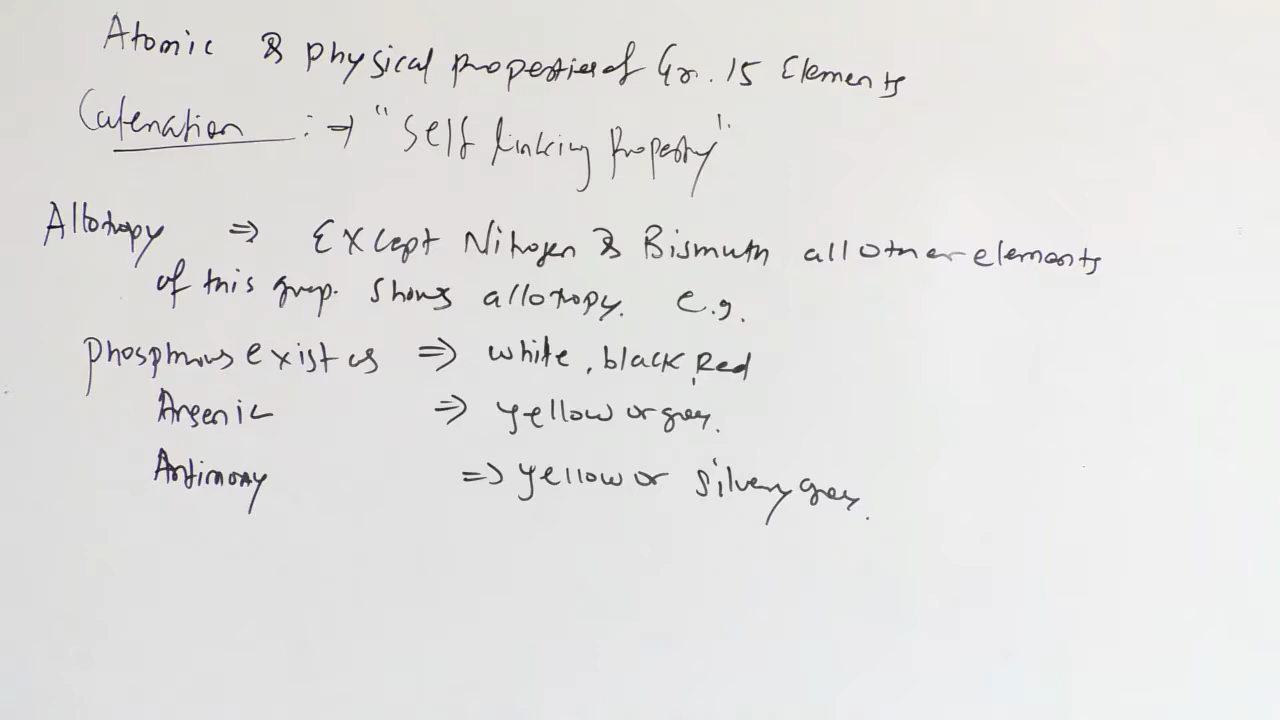 Atomic & physical properties of Gr. 15 Elements
Catenation :⇒ "Self linking Property".
Allotropy ⇒ Except Nitrogen & Bismuth all other elements
of this group. Shows allotropy. e.g.
Phosphrous exist as ⇒ white, black, Red
Arsenic ⇒ yellow or grey.
Antimony ⇒ yellow or Silvery grey.